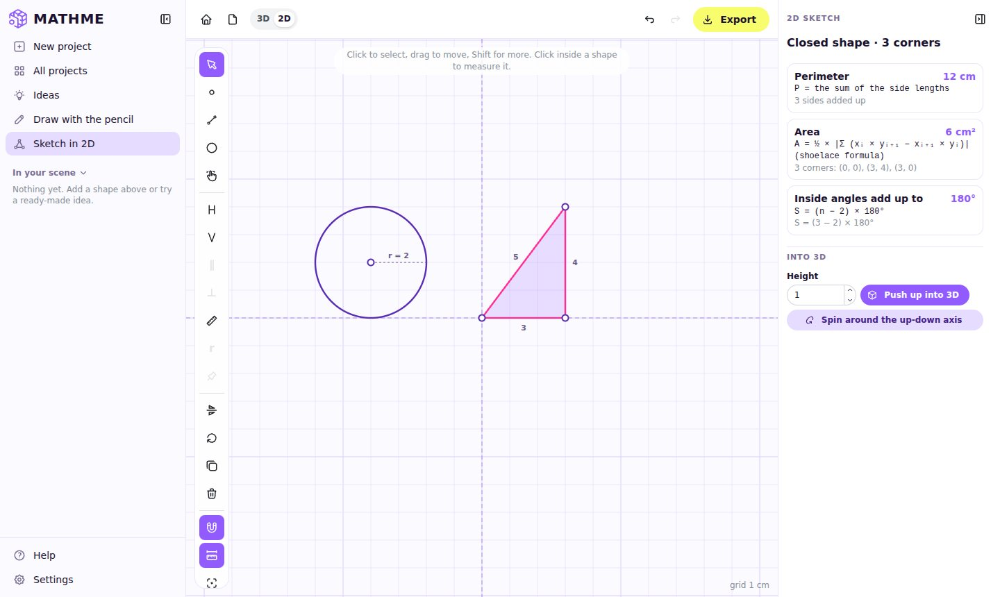 MATHME
New project
All projects
Ideas
Draw with the pencil
Sketch in 2D
In your scene
Nothing yet. Add a shape above or try
a ready-made idea.
Help
Settings
3D 2D
Export
Click to select, drag to move, Shift for more. Click inside a shape
to measure it.
H
V
r
r = 2
5
4
3
grid 1 cm
2D SKETCH
Closed shape · 3 corners
Perimeter 12 cm
P = the sum of the side lengths
3 sides added up
Area 6 cm²
A = ½ × |Σ (xᵢ × yᵢ₊₁ − xᵢ₊₁ × yᵢ)|
(shoelace formula)
3 corners: (0, 0), (3, 4), (3, 0)
Inside angles add up to 180°
S = (n − 2) × 180°
S = (3 − 2) × 180°
INTO 3D
Height
1
Push up into 3D
Spin around the up-down axis